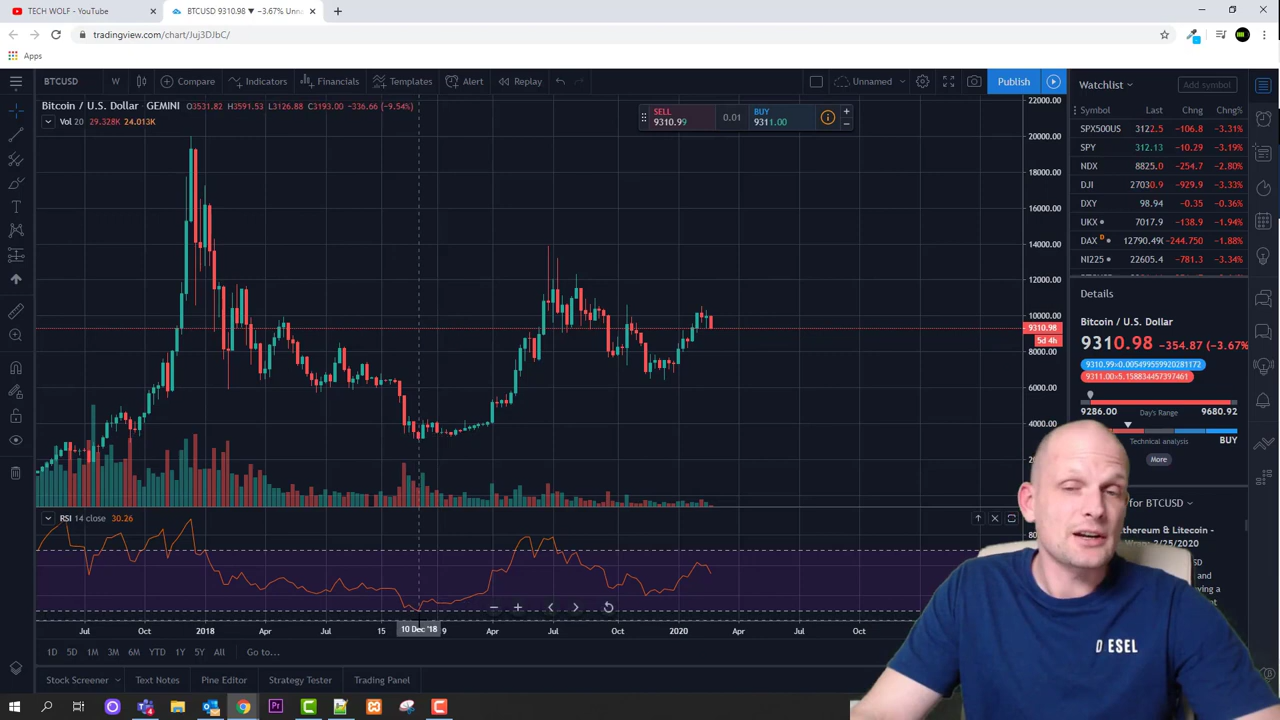 TECH WOLF - YouTube
BTCUSD 9310.98 ▼ −3.67% Unna
tradingview.com/chart/Juj3DJbC/
Apps
BTCUSD W Compare Indicators Financials Templates Alert Replay Unnamed Publish
Bitcoin / U.S. Dollar GEMINI O3531.82 H3591.53 L3126.88 C3193.00 −336.66 (−9.54%)
Vol 20 29.328K 24.013K
SELL
9310.99
0.01
BUY
9311.00
22000.00
20000.00
18000.00
16000.00
14000.00
12000.00
10000.00
9310.98
5d 4h
8000.00
6000.00
4000.00
RSI 14 close 30.26
Jul Oct 2018 Apr Jul 15 10 Dec '18 9 Apr Jul Oct 2020 Apr Jul Oct
1D 5D 1M 3M 6M YTD 1Y 5Y All Go to...
Stock Screener Text Notes Pine Editor Strategy Tester Trading Panel
Watchlist Add symbol
Symbol Last Chng Chng%
SPX500US 3122.5 −106.8 −3.31%
SPY 312.13 −10.29 −3.19%
NDX 8825.0 −254.7 −2.80%
DJI 27030.9 −929.9 −3.33%
DXY 98.94 −0.35 −0.36%
UKX 7017.9 −138.9 −1.94%
DAX D 12790.490 −244.750 −1.88%
NI225 22605.4 −781.3 −3.34%
Details
Bitcoin / U.S. Dollar
9310.98 −354.87 (−3.67%
9310.98×0.005499559920281172
9311.00×5.158834457397461
9286.00 Day's Range 9680.92
Technical analysis BUY
More
for BTCUSD
Ethereum & Litecoin -
2/25/2020
and
ving a
DIESEL